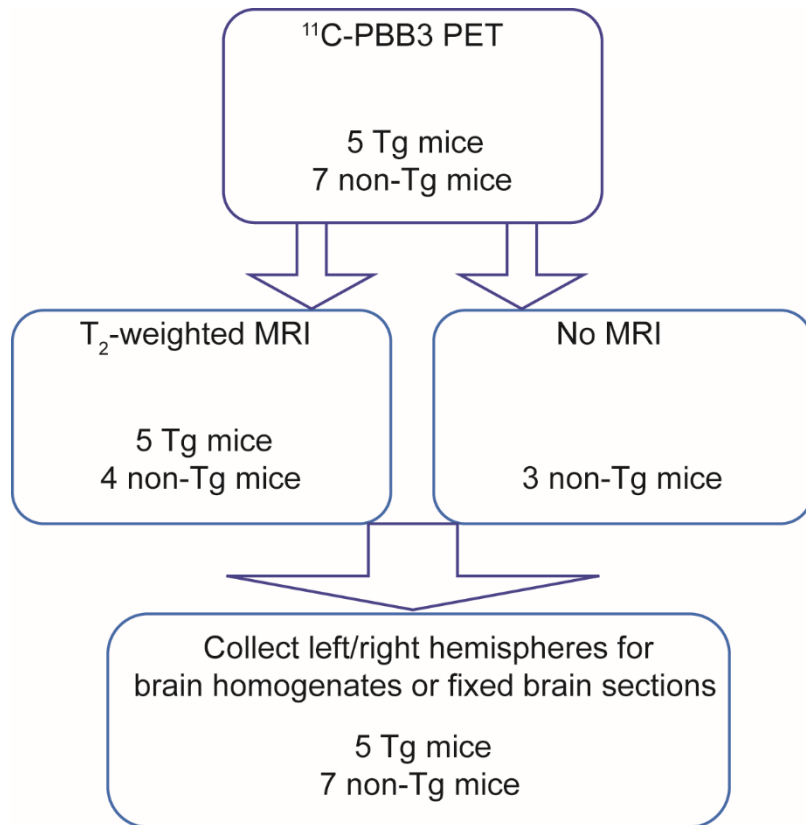 ¹¹C-PBB3 PET
5 Tg mice
7 non-Tg mice
T₂-weighted MRI
5 Tg mice
4 non-Tg mice
No MRI
3 non-Tg mice
Collect left/right hemispheres for
brain homogenates or fixed brain sections
5 Tg mice
7 non-Tg mice